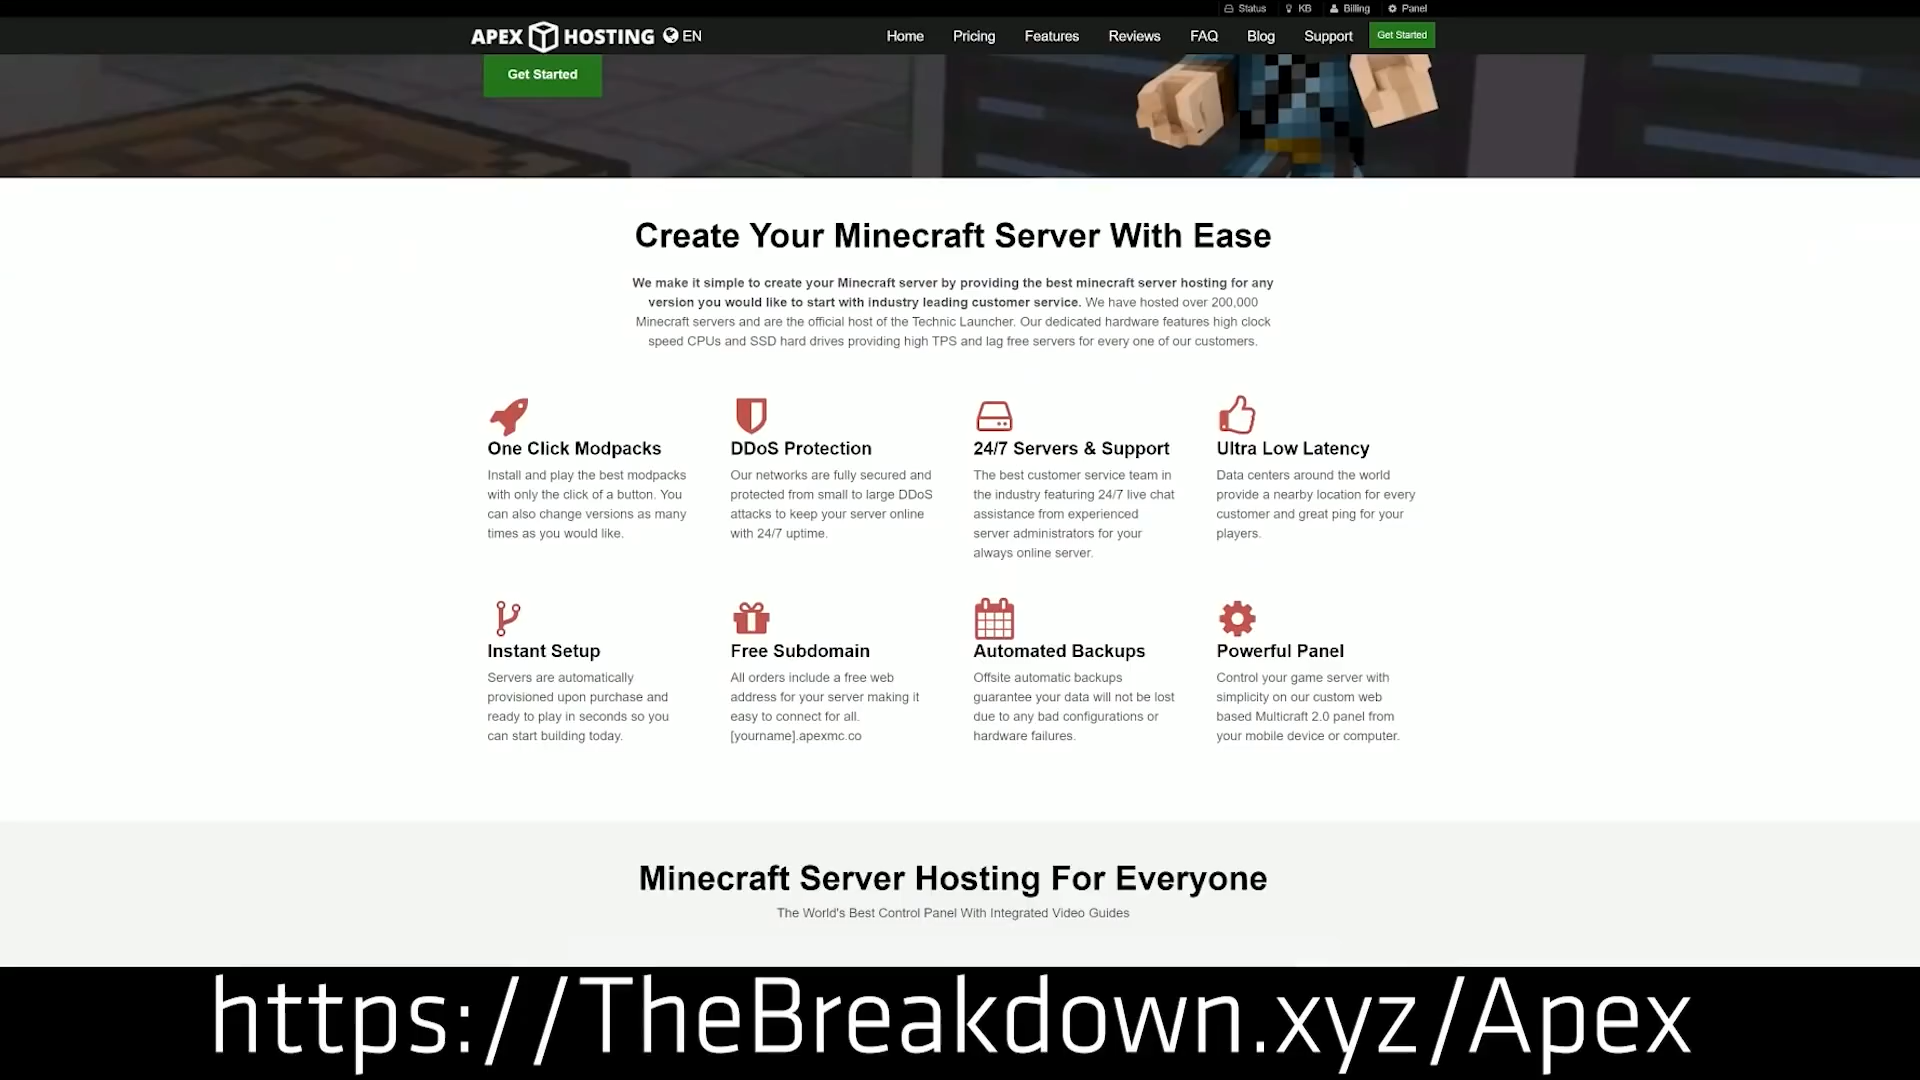 Status KB Billing Panel
APEX HOSTING EN Home Pricing Features Reviews FAQ Blog Support Get Started
Get Started
Create Your Minecraft Server With Ease
We make it simple to create your Minecraft server by providing the best minecraft server hosting for any
version you would like to start with industry leading customer service. We have hosted over 200,000
Minecraft servers and are the official host of the Technic Launcher. Our dedicated hardware features high clock
speed CPUs and SSD hard drives providing high TPS and lag free servers for every one of our customers.
One Click Modpacks
Install and play the best modpacks
with only the click of a button. You
can also change versions as many
times as you would like.
DDoS Protection
Our networks are fully secured and
protected from small to large DDoS
attacks to keep your server online
with 24/7 uptime.
24/7 Servers & Support
The best customer service team in
the industry featuring 24/7 live chat
assistance from experienced
server administrators for your
always online server.
Ultra Low Latency
Data centers around the world
provide a nearby location for every
customer and great ping for your
players.
Instant Setup
Servers are automatically
provisioned upon purchase and
ready to play in seconds so you
can start building today.
Free Subdomain
All orders include a free web
address for your server making it
easy to connect for all.
[yourname].apexmc.co
Automated Backups
Offsite automatic backups
guarantee your data will not be lost
due to any bad configurations or
hardware failures.
Powerful Panel
Control your game server with
simplicity on our custom web
based Multicraft 2.0 panel from
your mobile device or computer.
Minecraft Server Hosting For Everyone
The World's Best Control Panel With Integrated Video Guides
https://TheBreakdown.xyz/Apex